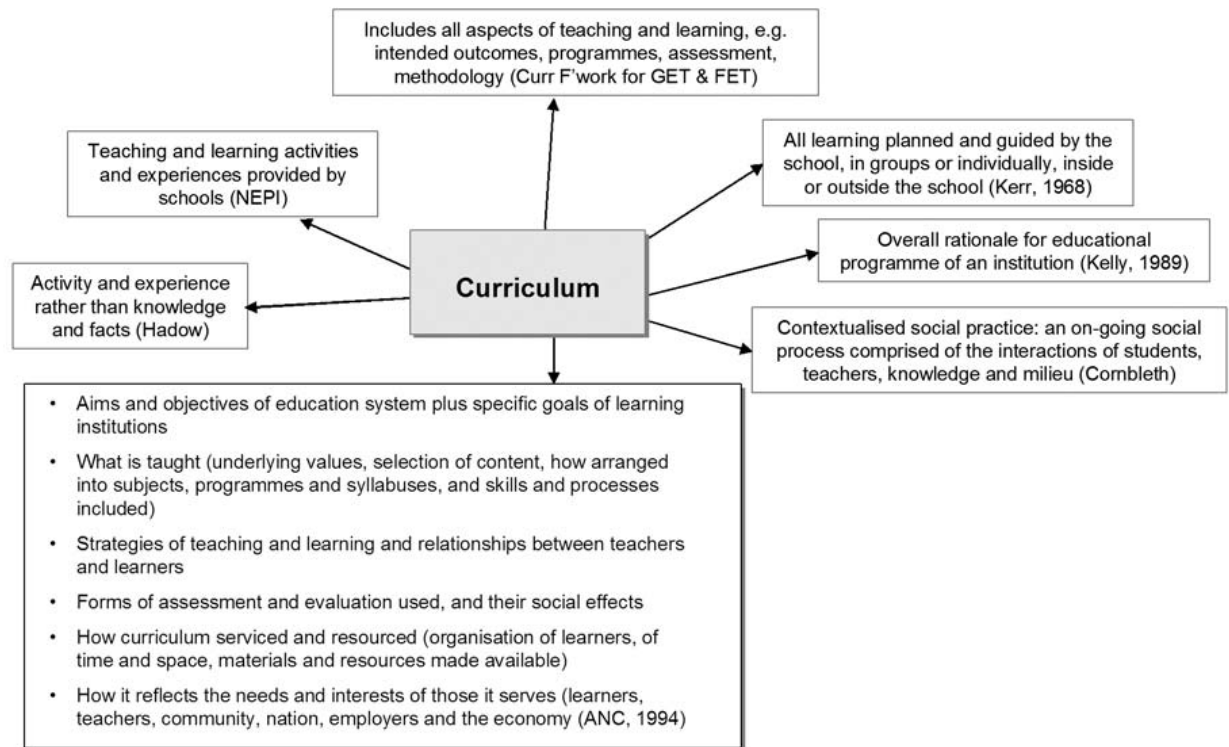 Includes all aspects of teaching and learning, e.g.
intended outcomes, programmes, assessment,
methodology (Curr F'work for GET & FET)
Teaching and learning activities
and experiences provided by
schools (NEPI)
All learning planned and guided by the
school, in groups or individually, inside
or outside the school (Kerr, 1968)
Activity and experience
rather than knowledge
and facts (Hadow)
Curriculum
Overall rationale for educational
programme of an institution (Kelly, 1989)
Contextualised social practice: an on-going social
process comprised of the interactions of students,
teachers, knowledge and milieu (Cornbleth)
• Aims and objectives of education system plus specific goals of learning
institutions
• What is taught (underlying values, selection of content, how arranged
into subjects, programmes and syllabuses, and skills and processes
included)
• Strategies of teaching and learning and relationships between teachers
and learners
• Forms of assessment and evaluation used, and their social effects
• How curriculum serviced and resourced (organisation of learners, of
time and space, materials and resources made available)
• How it reflects the needs and interests of those it serves (learners,
teachers, community, nation, employers and the economy (ANC, 1994)